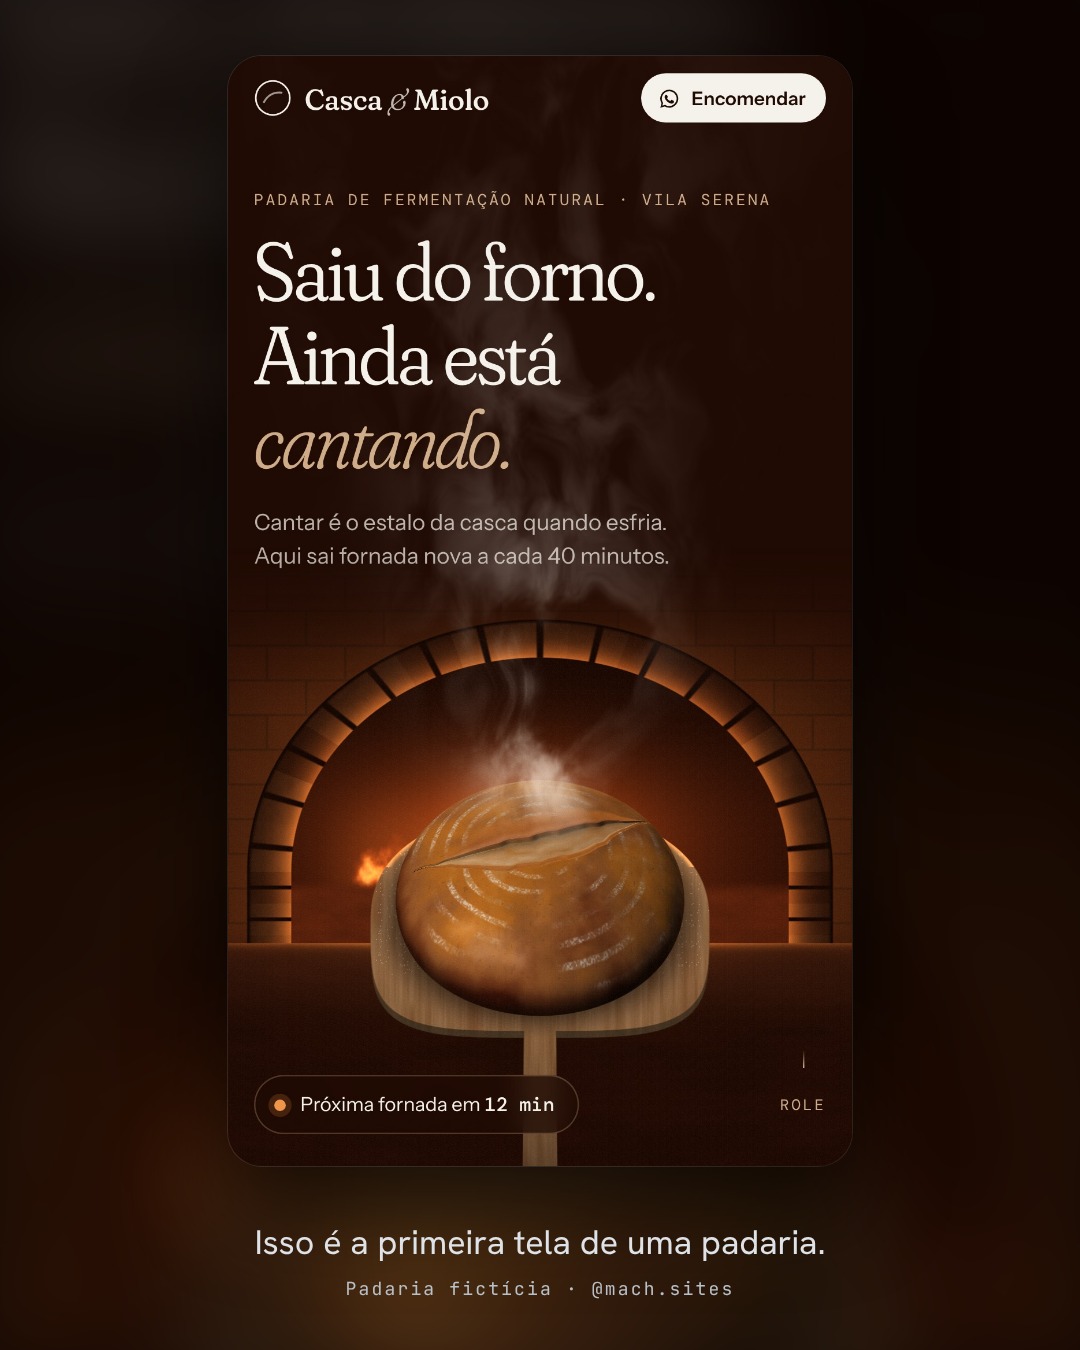 Casca & Miolo
Encomendar
PADARIA DE FERMENTAÇÃO NATURAL · VILA SERENA
Saiu do forno.
Ainda está
cantando.
Cantar é o estalo da casca quando esfria.
Aqui sai fornada nova a cada 40 minutos.
Próxima fornada em 12 min
ROLE
Isso é a primeira tela de uma padaria.
Padaria fictícia · @mach.sites